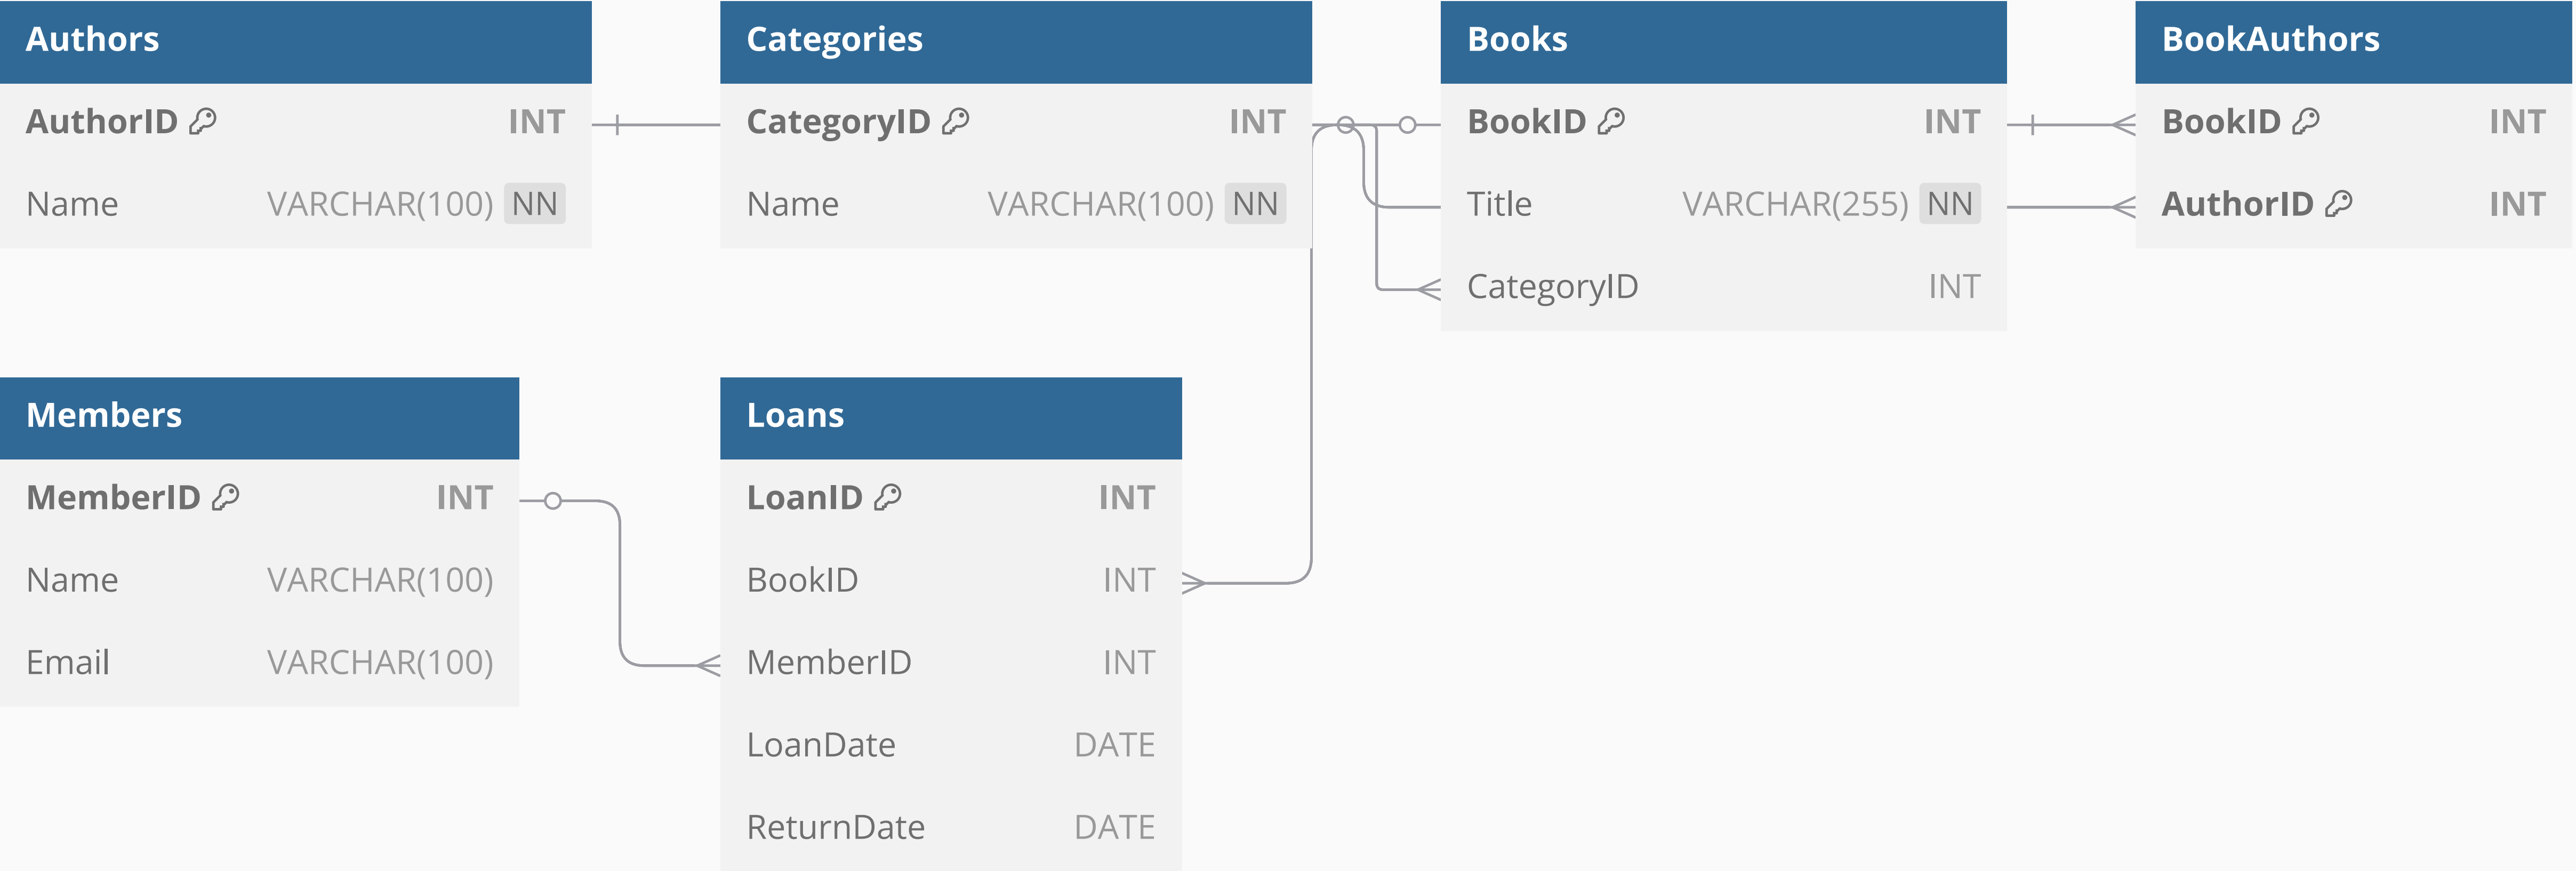 Authors
AuthorID INT
Name VARCHAR(100) NN
Categories
CategoryID INT
Name VARCHAR(100) NN
Books
BookID INT
Title VARCHAR(255) NN
CategoryID INT
BookAuthors
BookID INT
AuthorID INT
Members
MemberID INT
Name VARCHAR(100)
Email VARCHAR(100)
Loans
LoanID INT
BookID INT
MemberID INT
LoanDate DATE
ReturnDate DATE